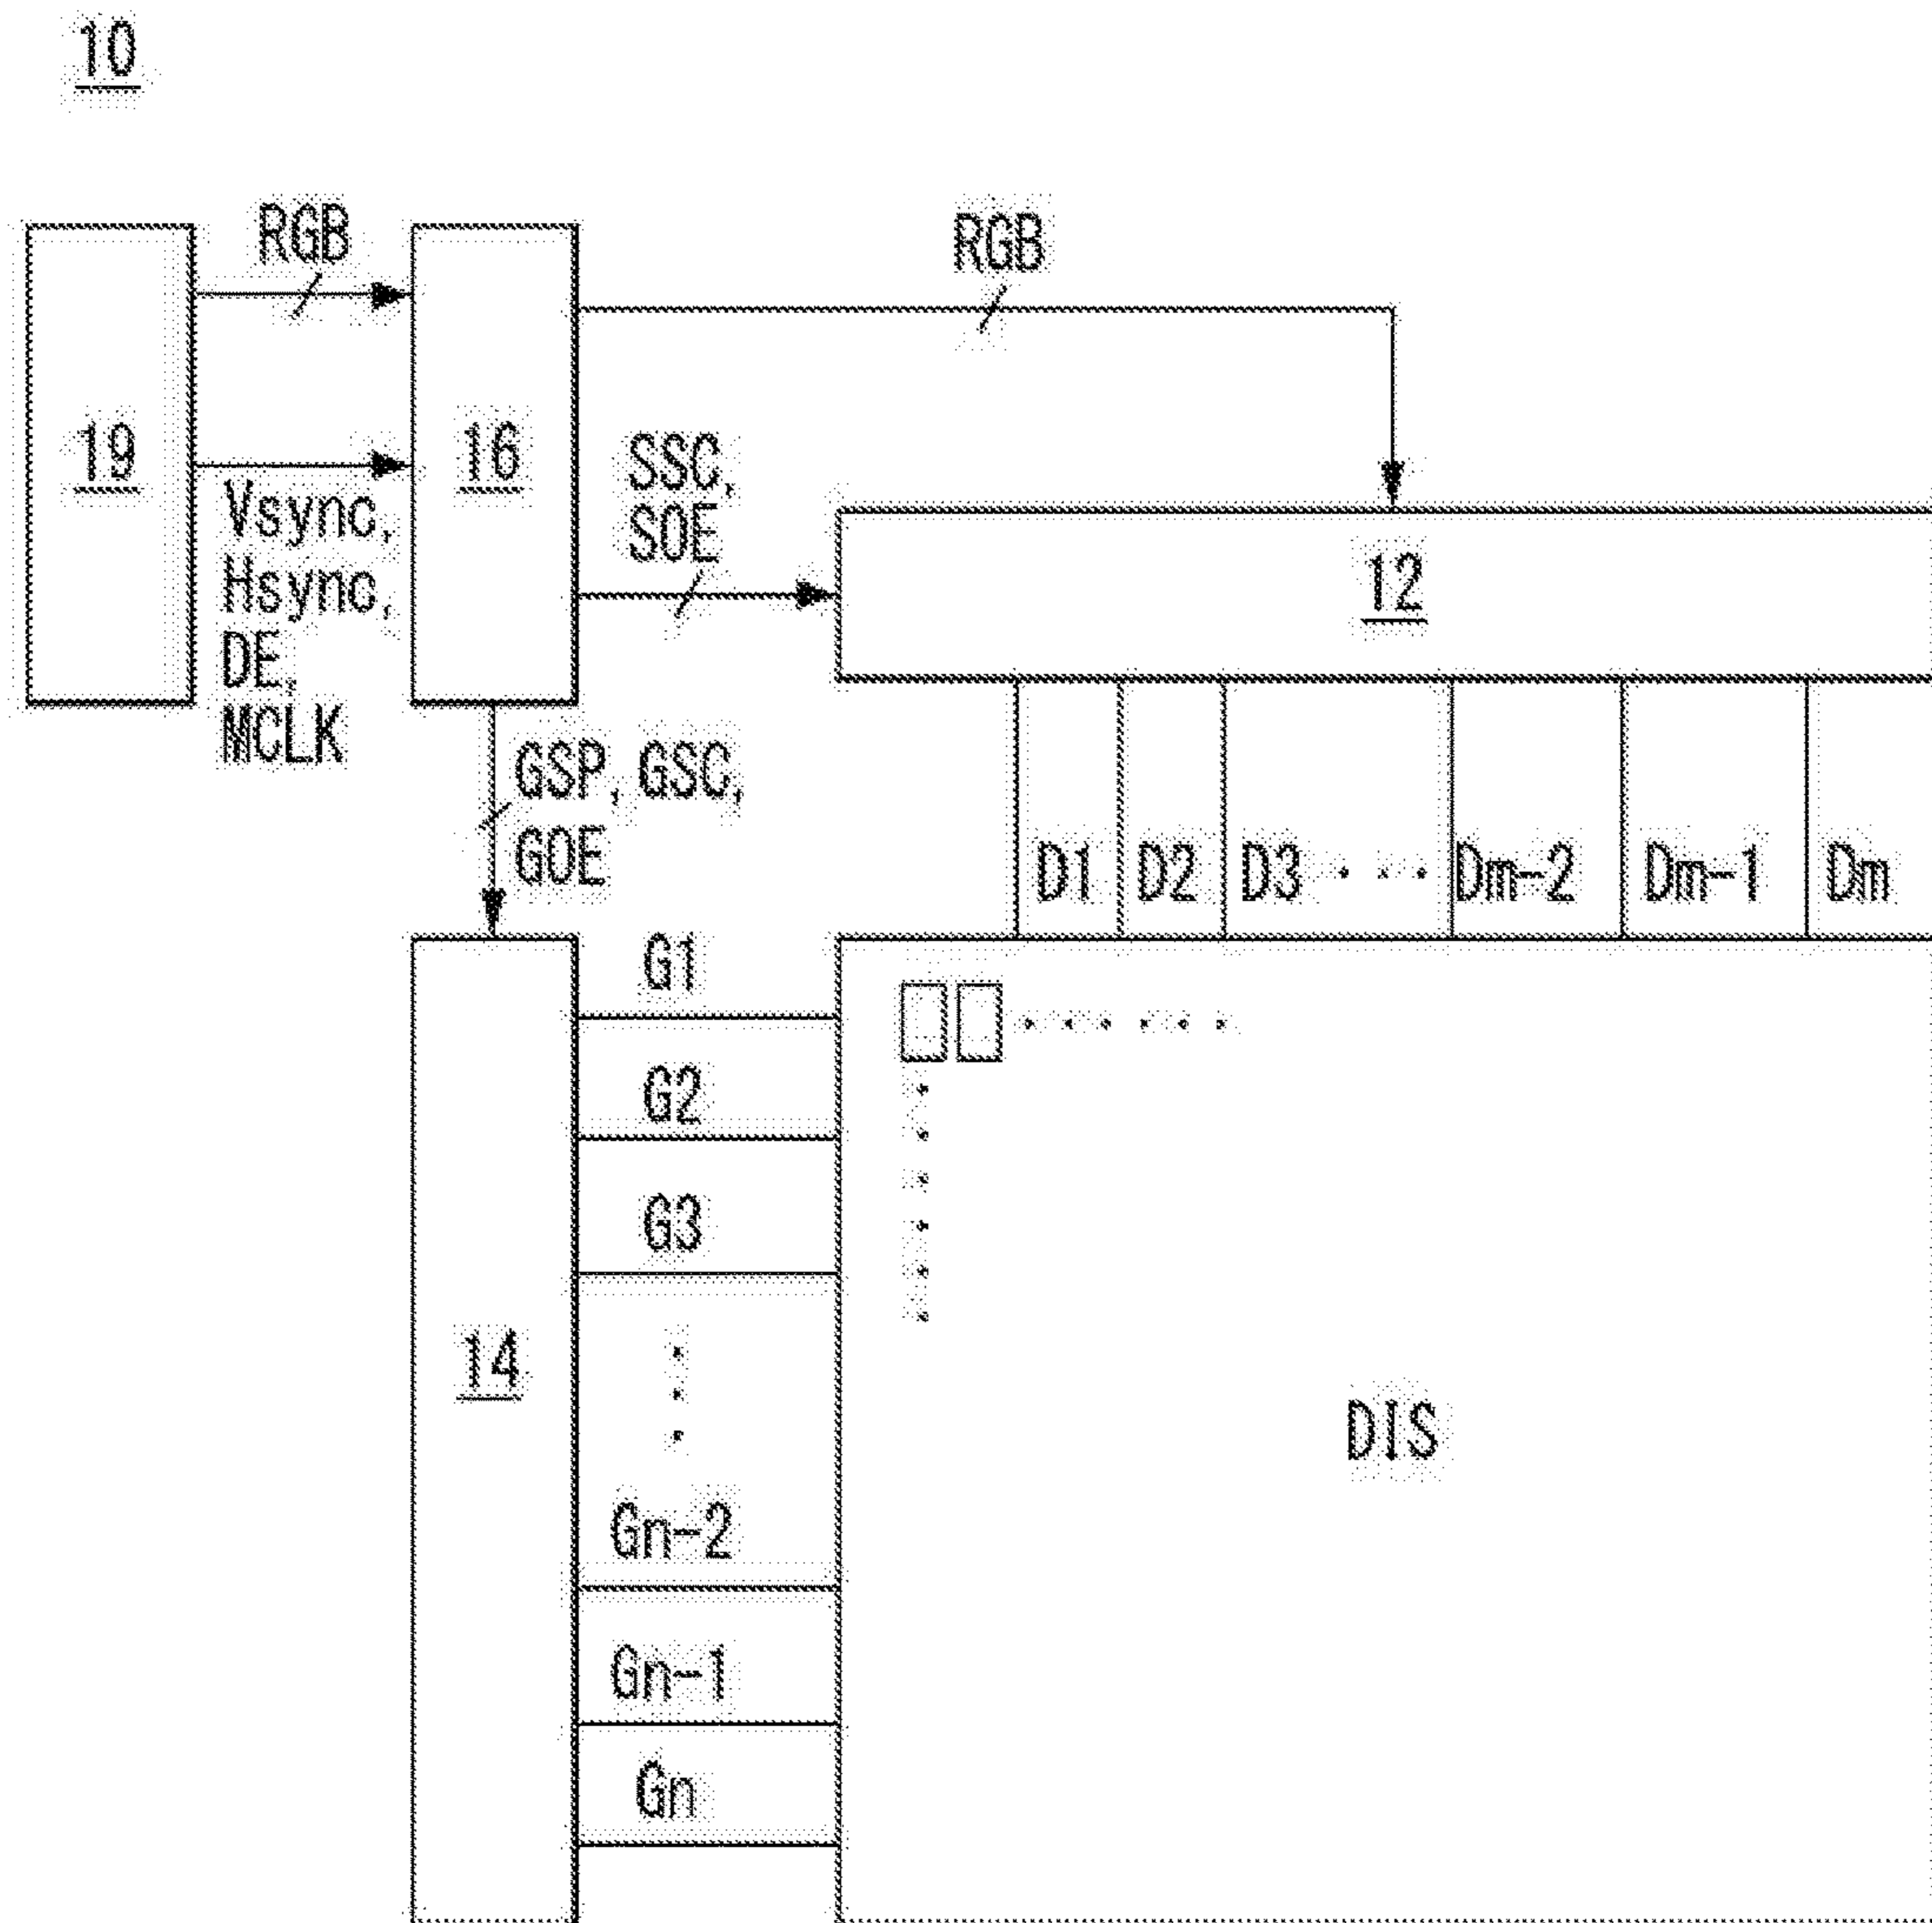 10
RGB
RGB
19
16
SSC,
SOE
Vsync,
Hsync,
DE,
MCLK
12
GSP, GSC,
GOE
D1 D2 D3 · · · Dm-2 Dm-1 Dm
G1
G2
G3
14
DIS
Gn-2
Gn-1
Gn